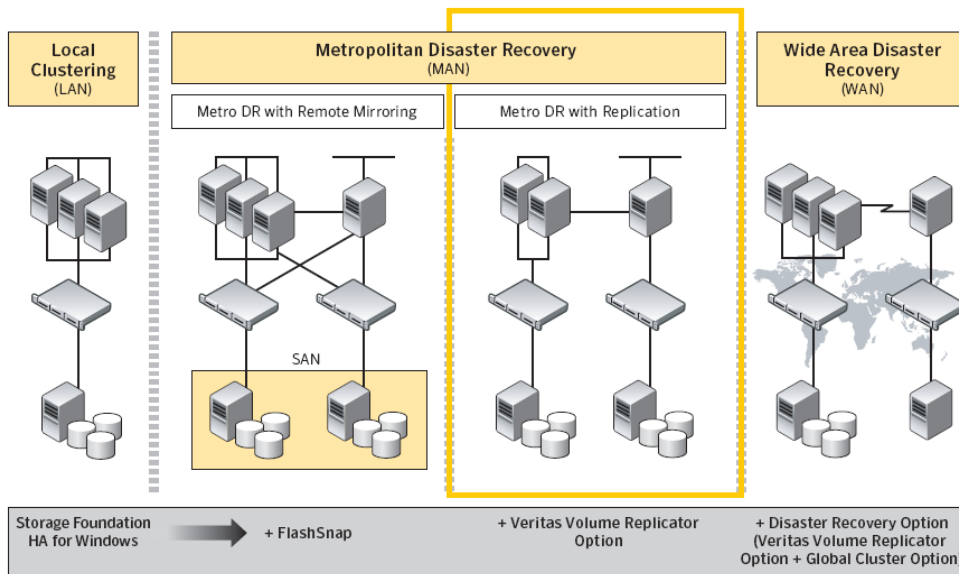 Local
Clustering
(LAN)
Metropolitan Disaster Recovery
(MAN)
Wide Area Disaster
Recovery
(WAN)
Metro DR with Remote Mirroring
Metro DR with Replication
SAN
Storage Foundation
HA for Windows
+ FlashSnap
+ Veritas Volume Replicator
Option
+ Disaster Recovery Option
(Veritas Volume Replicator
Option + Global Cluster Option)